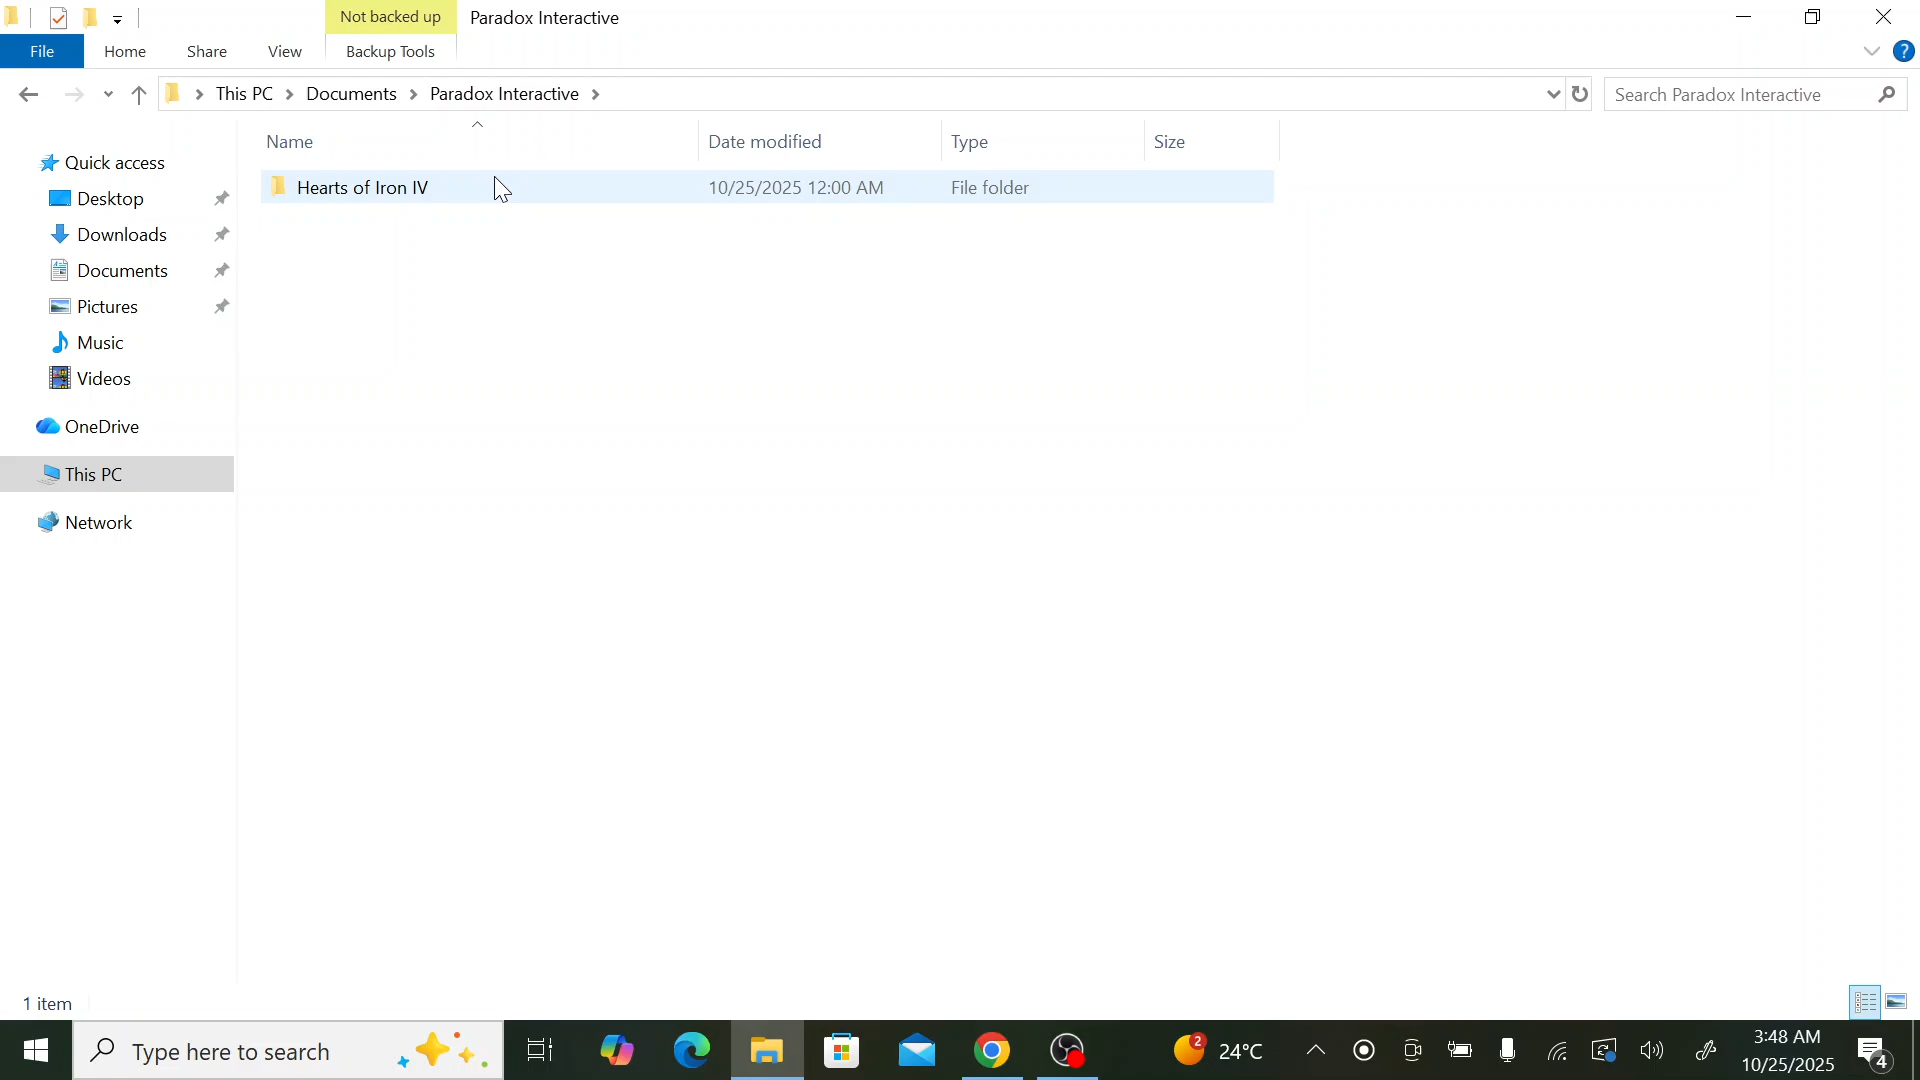 Not backed up
Paradox Interactive
File
Home
Share
View
Backup Tools
?
This PC
Documents
Paradox Interactive
Search Paradox Interactive
Name
Date modified
Type
Size
Hearts of Iron IV
10/25/2025 12:00 AM
File folder
Quick access
Desktop
Downloads
Documents
Pictures
Music
Videos
OneDrive
This PC
Network
1 item
Type here to search
2
24°C
3:48 AM
10/25/2025
4